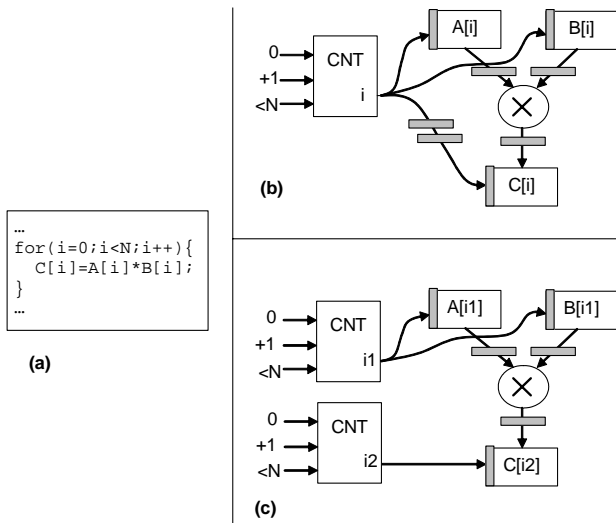 …
for(i=0;i<N;i++){
C[i]=A[i]*B[i];
}
…
(a)
0
+1
<N
CNT
i
A[i]
B[i]
C[i]
(b)
0
+1
<N
CNT
i1
A[i1]
B[i1]
0
+1
<N
CNT
i2
C[i2]
(c)